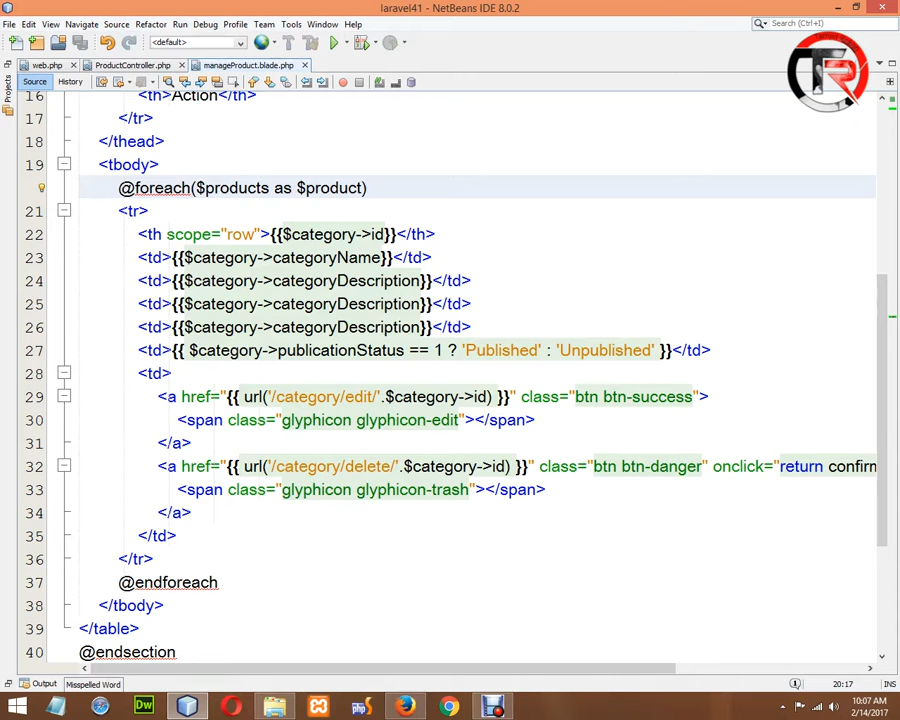 laravel41 - NetBeans IDE 8.0.2
File Edit View Navigate Source Refactor Run Debug Profile Team Tools Window Help
<default>
Search (Ctrl+I)
web.php ProductController.php manageProduct.blade.php
Source History
Projects
16 <th>Action</th>
17 </tr>
18 </thead>
19 <tbody>
@foreach($products as $product)
21 <tr>
22 <th scope="row">{{$category->id}}</th>
23 <td>{{$category->categoryName}}</td>
24 <td>{{$category->categoryDescription}}</td>
25 <td>{{$category->categoryDescription}}</td>
26 <td>{{$category->categoryDescription}}</td>
27 <td>{{ $category->publicationStatus == 1 ? 'Published' : 'Unpublished' }}</td>
28 <td>
29 <a href="{{ url('/category/edit/'.$category->id) }}" class="btn btn-success">
30 <span class="glyphicon glyphicon-edit"></span>
31 </a>
32 <a href="{{ url('/category/delete/'.$category->id) }}" class="btn btn-danger" onclick="return confirm
33 <span class="glyphicon glyphicon-trash"></span>
34 </a>
35 </td>
36 </tr>
37 @endforeach
38 </tbody>
39 </table>
40 @endsection
Output Misspelled Word
20:17 INS
Dw php
10:07 AM
2/14/2017